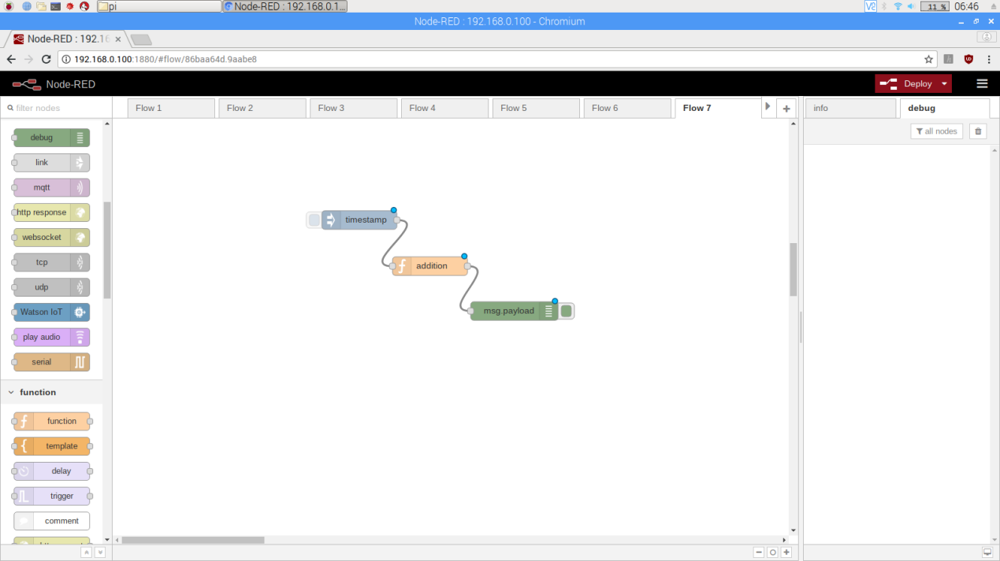 pi
Node-RED : 192.168.0.1...
11 %
06:46
Node-RED : 192.168.0.100 - Chromium
Node-RED : 192.16
192.168.0.100:1880/#flow/86baa64d.9aabe8
Node-RED
Deploy
filter nodes
Flow 1
Flow 2
Flow 3
Flow 4
Flow 5
Flow 6
Flow 7
info
debug
all nodes
debug
link
mqtt
http response
websocket
tcp
udp
Watson IoT
play audio
serial
function
function
template
delay
trigger
comment
timestamp
addition
msg.payload